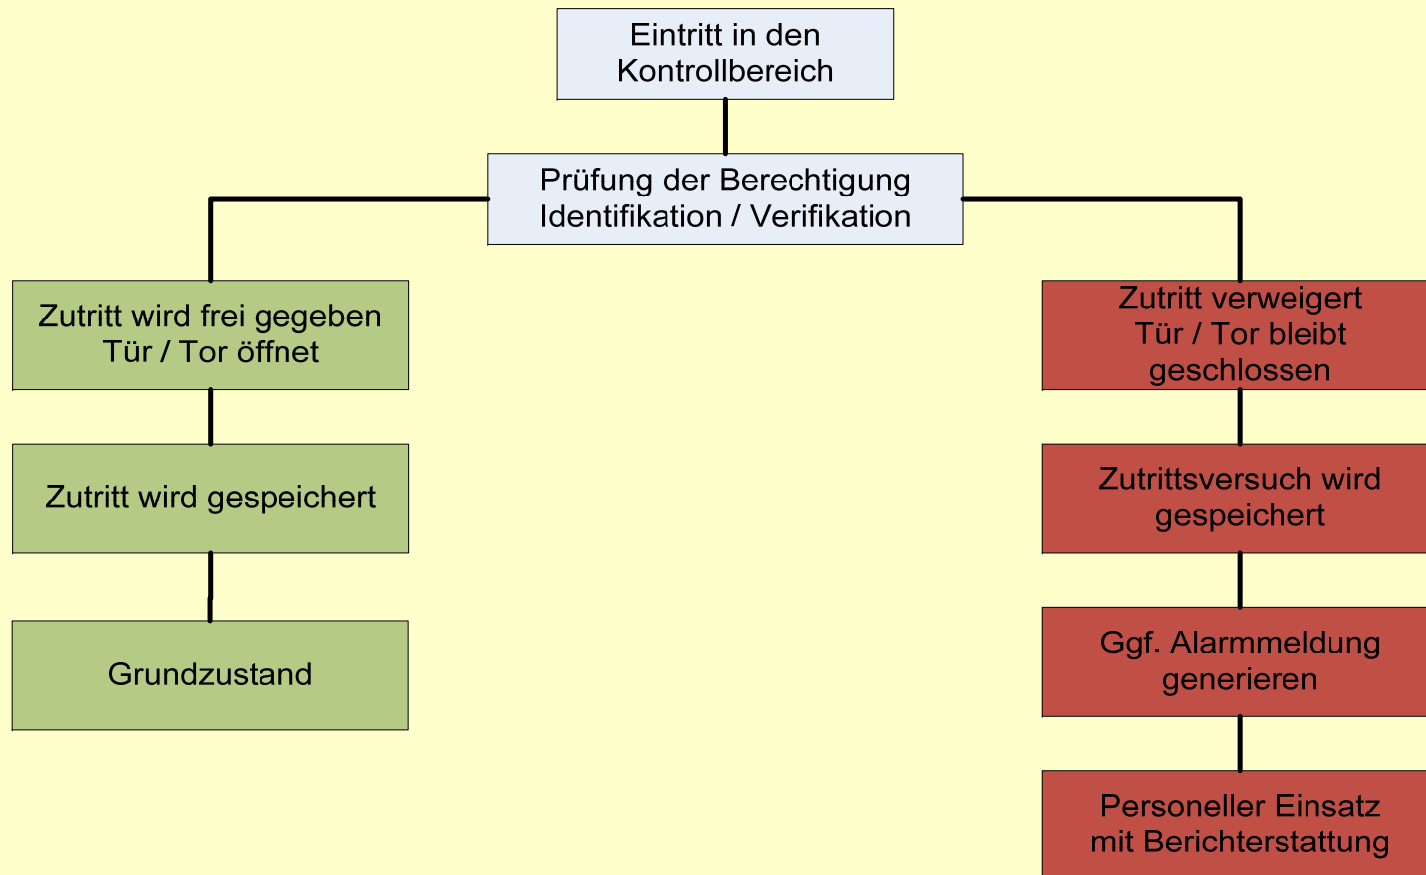 Eintritt in den
Kontrollbereich
Prüfung der Berechtigung
Identifikation / Verifikation
Zutritt wird frei gegeben
Tür / Tor öffnet
Zutritt wird gespeichert
Grundzustand
Zutritt verweigert
Tür / Tor bleibt
geschlossen
Zutrittsversuch wird
gespeichert
Ggf. Alarmmeldung
generieren
Personeller Einsatz
mit Berichterstattung